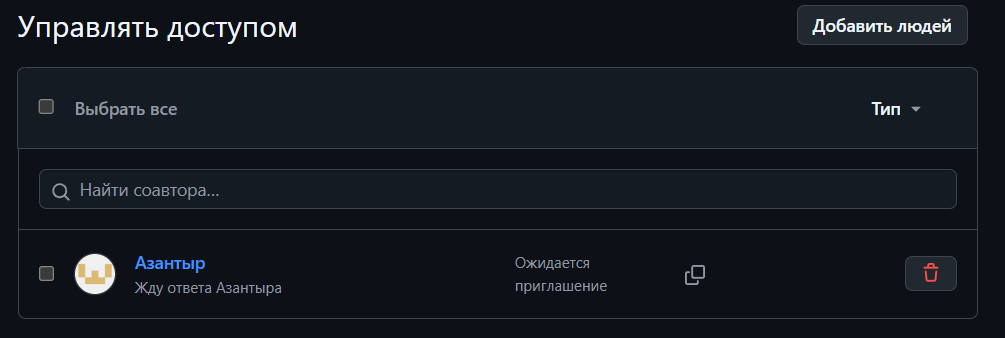 Управлять доступом
Добавить людей
Выбрать все
Тип
Найти соавтора...
Азантыр
Жду ответа Азантыра
Ожидается
приглашение